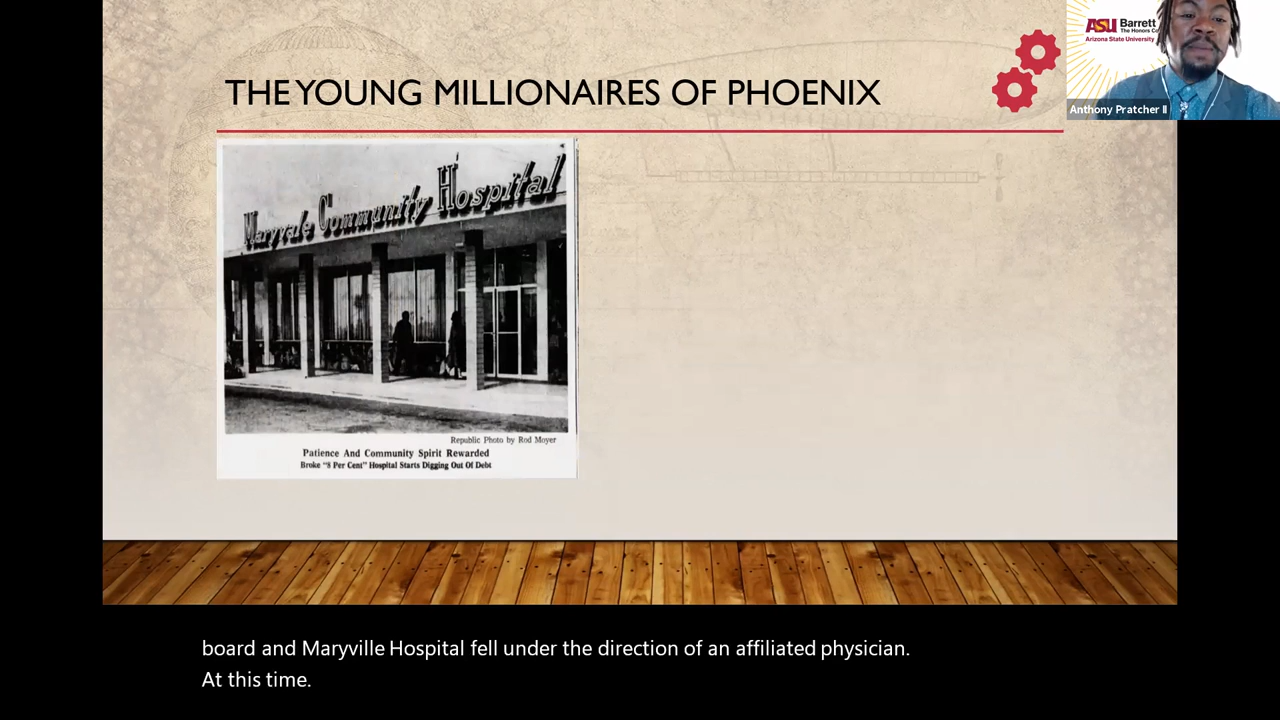 THE YOUNG MILLIONAIRES OF PHOENIX
ASU Barrett
The Honors Co
Arizona State University
Anthony Pratcher II
Maryvale Community Hospital
Republic Photo by Rod Moyer
Patience And Community Spirit Rewarded
Broke "8 Per Cent" Hospital Starts Digging Out Of Debt
board and Maryville Hospital fell under the direction of an affiliated physician.
At this time.